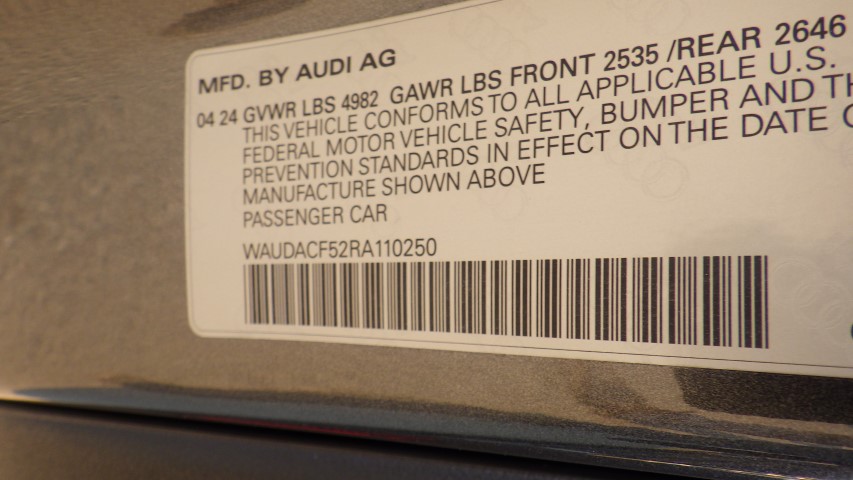 MFD. BY AUDI AG
04 24 GVWR LBS 4982 GAWR LBS FRONT 2535 /REAR 2646
THIS VEHICLE CONFORMS TO ALL APPLICABLE U.S.
FEDERAL MOTOR VEHICLE SAFETY, BUMPER AND
PREVENTION STANDARDS IN EFFECT ON THE DATE
MANUFACTURE SHOWN ABOVE
PASSENGER CAR
WAUDACF52RA110250